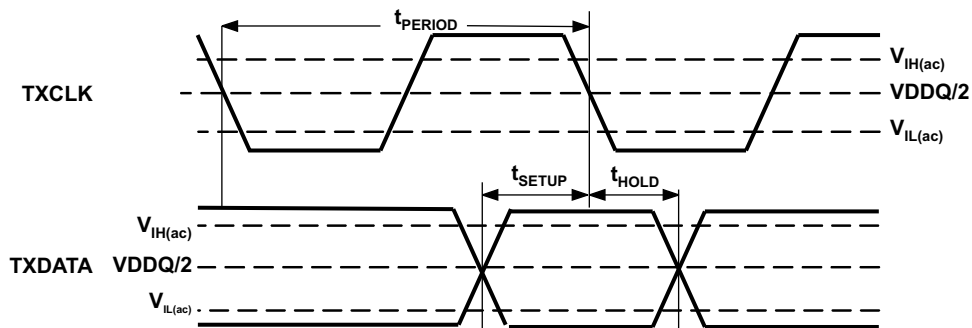 tPERIOD
VIH(ac)
TXCLK
VDDQ/2
VIL(ac)
tSETUP
tHOLD
VIH(ac)
TXDATA
VDDQ/2
VIL(ac)